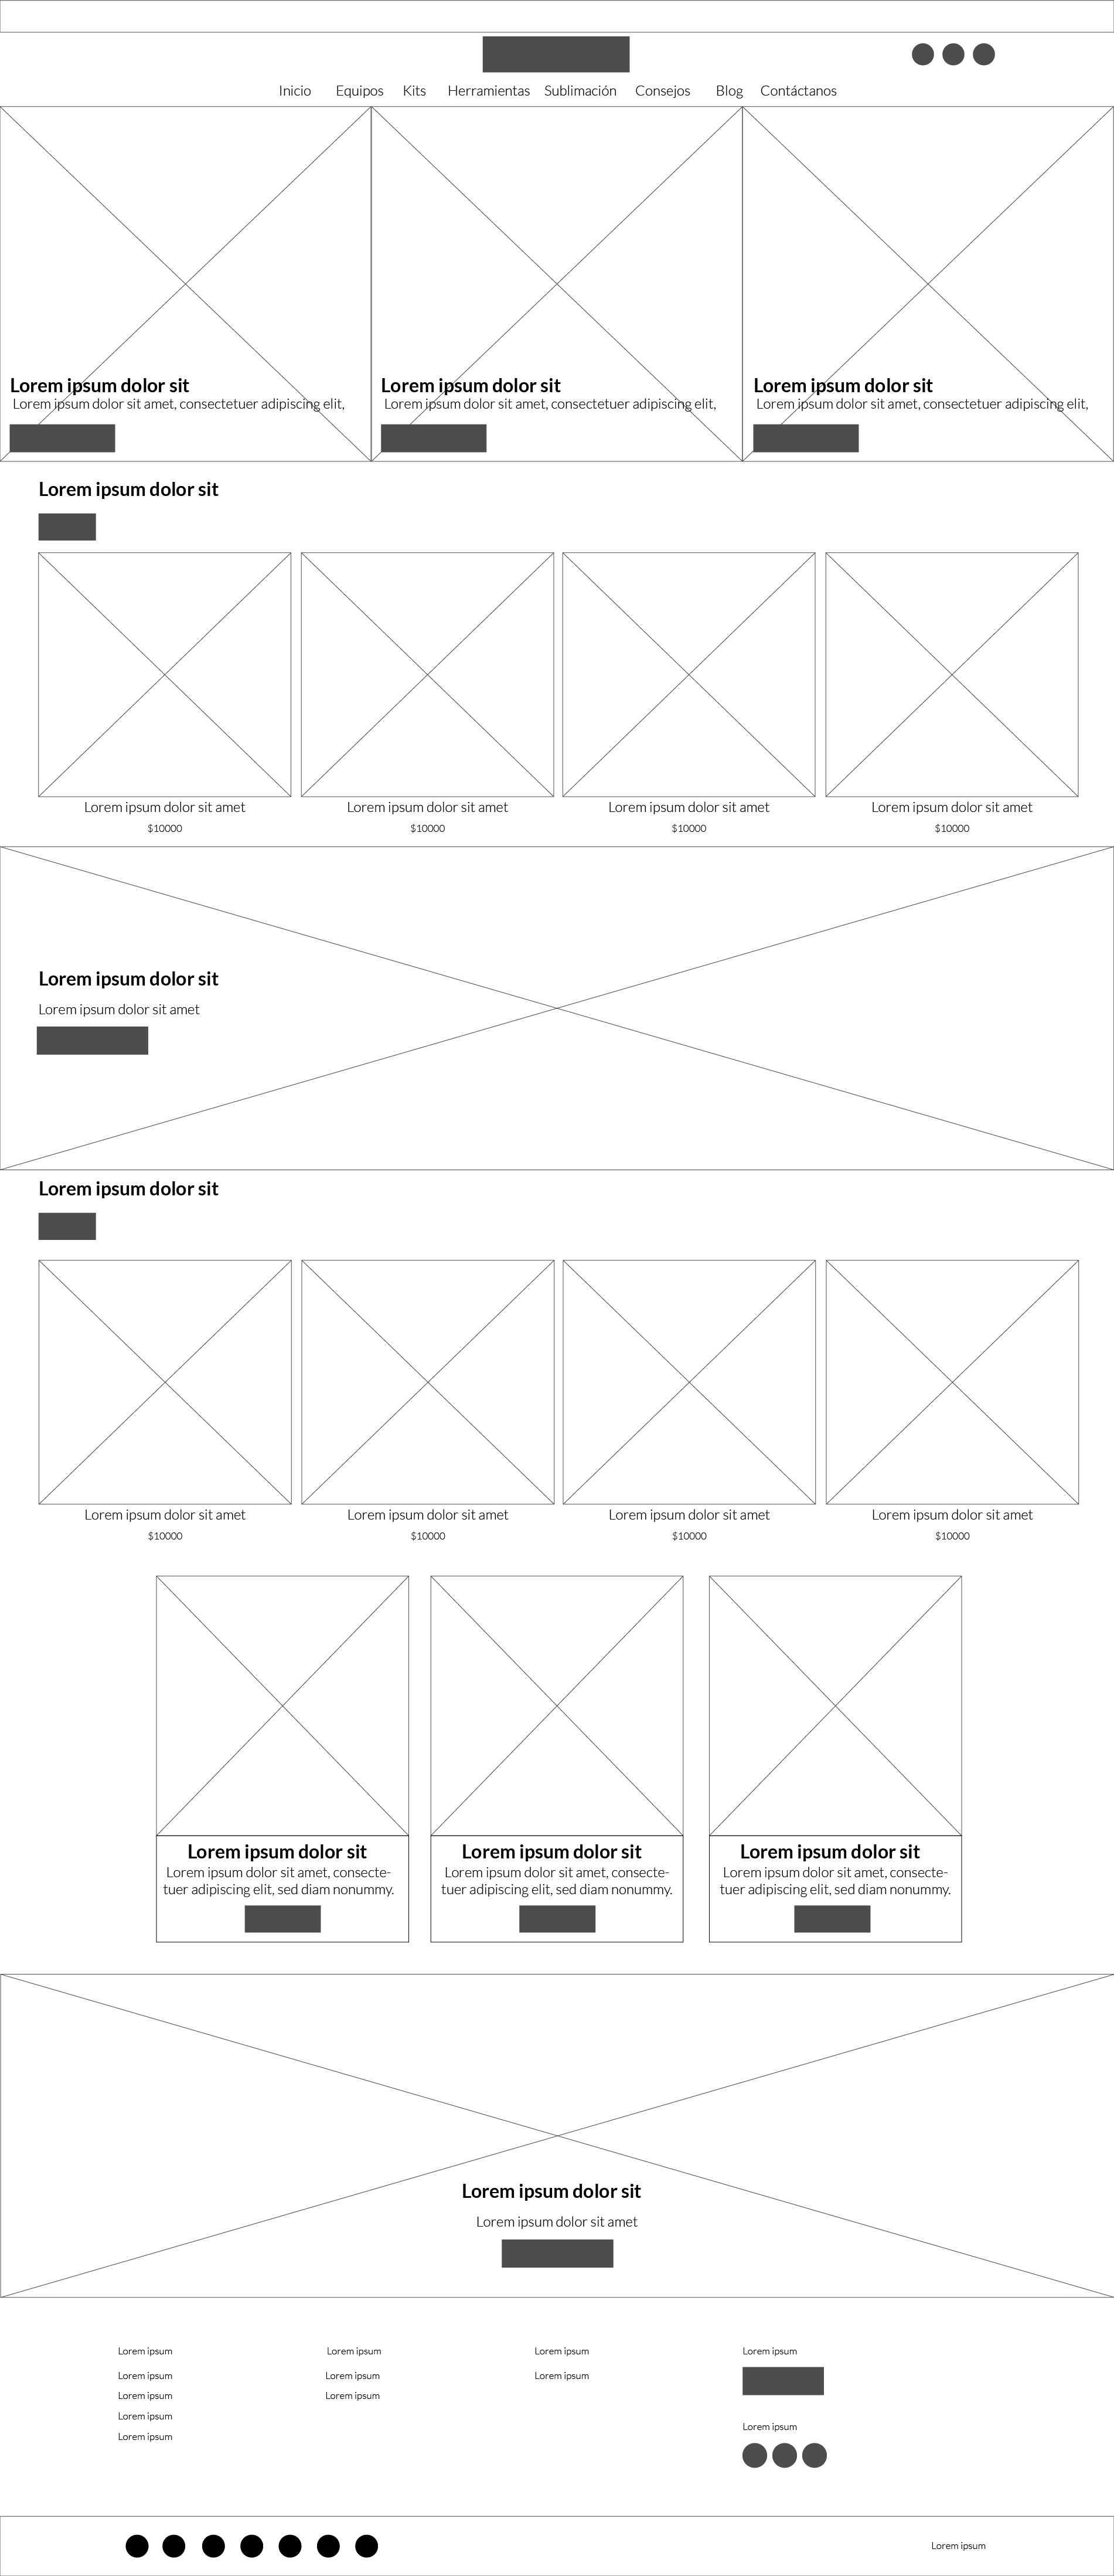 Inicio Equipos Kits Herramientas Sublimación Consejos Blog Contáctanos
Lorem ipsum dolor sit
Lorem ipsum dolor sit amet, consectetuer adipiscing elit,
Lorem ipsum dolor sit
Lorem ipsum dolor sit amet, consectetuer adipiscing elit,
Lorem ipsum dolor sit
Lorem ipsum dolor sit amet, consectetuer adipiscing elit,
Lorem ipsum dolor sit
Lorem ipsum dolor sit amet
$10000
Lorem ipsum dolor sit amet
$10000
Lorem ipsum dolor sit amet
$10000
Lorem ipsum dolor sit amet
$10000
Lorem ipsum dolor sit
Lorem ipsum dolor sit amet
Lorem ipsum dolor sit
Lorem ipsum dolor sit amet
$10000
Lorem ipsum dolor sit amet
$10000
Lorem ipsum dolor sit amet
$10000
Lorem ipsum dolor sit amet
$10000
Lorem ipsum dolor sit
Lorem ipsum dolor sit amet, consecte-
tuer adipiscing elit, sed diam nonummy.
Lorem ipsum dolor sit
Lorem ipsum dolor sit amet, consecte-
tuer adipiscing elit, sed diam nonummy.
Lorem ipsum dolor sit
Lorem ipsum dolor sit amet, consecte-
tuer adipiscing elit, sed diam nonummy.
Lorem ipsum dolor sit
Lorem ipsum dolor sit amet
Lorem ipsum
Lorem ipsum
Lorem ipsum
Lorem ipsum
Lorem ipsum
Lorem ipsum
Lorem ipsum
Lorem ipsum
Lorem ipsum
Lorem ipsum
Lorem ipsum
Lorem ipsum
Lorem ipsum